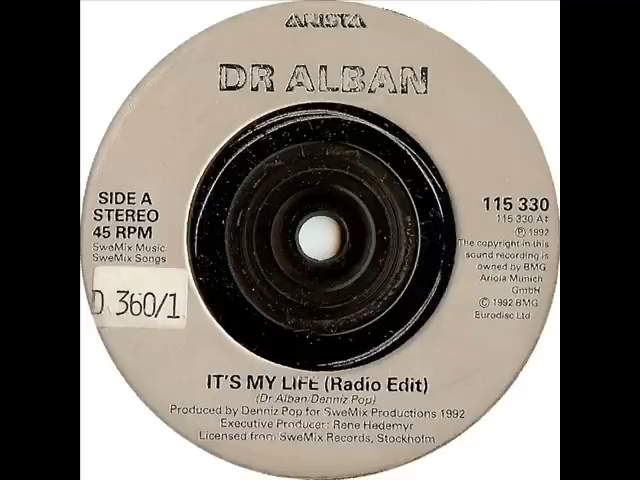 ARISTA
DR ALBAN
SIDE A
STEREO
45 RPM
SweMix Music
SweMix Songs
D 360/1
115 330
115 330 A‡
Ⓟ 1992
The copyright in this
sound recording is
owned by BMG
Ariola Munich
GmbH
© 1992 BMG
Eurodisc Ltd.
IT'S MY LIFE (Radio Edit)
(Dr Alban/Denniz Pop)
Produced by Denniz Pop for SweMix Productions 1992
Executive Producer: Rene Hedemyr
Licensed from SweMix Records, Stockholm